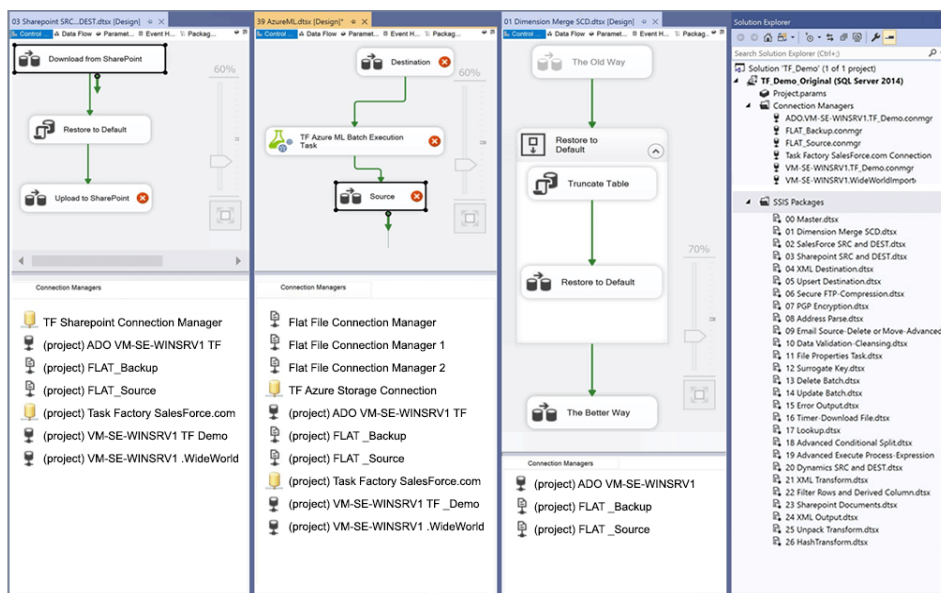 03 Sharepoint SRC...DEST.dtsx [Design]
Control ...
Data Flow
Paramet...
Event H...
Packag...
Download from SharePoint
60%
Restore to Default
Upload to SharePoint
Connection Managers
TF Sharepoint Connection Manager
(project) ADO VM-SE-WINSRV1 TF
(project) FLAT_Backup
(project) FLAT_Source
(project) Task Factory SalesForce.com
(project) VM-SE-WINSRV1 TF Demo
(project) VM-SE-WINSRV1 .WideWorld
39 AzureML.dtsx [Design]*
Control ...
Data Flow
Paramet...
Event H...
Packag...
Destination
60%
TF Azure ML Batch Execution
Task
Source
Connection Managers
Flat File Connection Manager
Flat File Connection Manager 1
Flat File Connection Manager 2
TF Azure Storage Connection
(project) ADO VM-SE-WINSRV1 TF
(project) FLAT _Backup
(project) FLAT _Source
(project) Task Factory SalesForce.com
(project) VM-SE-WINSRV1 TF _Demo
(project) VM-SE-WINSRV1 .WideWorld
01 Dimension Merge SCD.dtsx [Design]
Control ...
Data Flow
Paramet...
Event H...
Packag...
The Old Way
Restore to
Default
Truncate Table
Restore to Default
70%
The Better Way
Connection Managers
(project) ADO VM-SE-WINSRV1
(project) FLAT _Backup
(project) FLAT _Source
Solution Explorer
Search Solution Explorer (Ctrl+;)
Solution 'TF_Demo' (1 of 1 project)
TF_Demo_Original (SQL Server 2014)
Project.params
Connection Managers
ADO.VM-SE-WINSRV1.TF_Demo.conmgr
FLAT_Backup.conmgr
FLAT_Source.conmgr
Task Factory SalesForce.com Connection
VM-SE-WINSRV1.TF_Demo.conmgr
VM-SE-WINSRV1.WideWorldImport
SSIS Packages
00 Master.dtsx
01 Dimension Merge SCD.dtsx
02 SalesForce SRC and DEST.dtsx
03 Sharepoint SRC and DEST.dtsx
04 XML Destination.dtsx
05 Upsert Destination.dtsx
06 Secure FTP-Compression.dtsx
07 PGP Encryption.dtsx
08 Address Parse.dtsx
09 Email Source-Delete or Move-Advanced
10 Data Validation-Cleansing.dtsx
11 File Properties Task.dtsx
12 Surrogate Key.dtsx
13 Delete Batch.dtsx
14 Update Batch.dtsx
15 Error Output.dtsx
16 Timer-Download File.dtsx
17 Lookup.dtsx
18 Advanced Conditional Split.dtsx
19 Advanced Execute Process-Expression
20 Dynamics SRC and DEST.dtsx
21 XML Transform.dtsx
22 Filter Rows and Derived Column.dtsx
23 Sharepoint Documents.dtsx
24 XML Output.dtsx
25 Unpack Transform.dtsx
26 HashTransform.dtsx